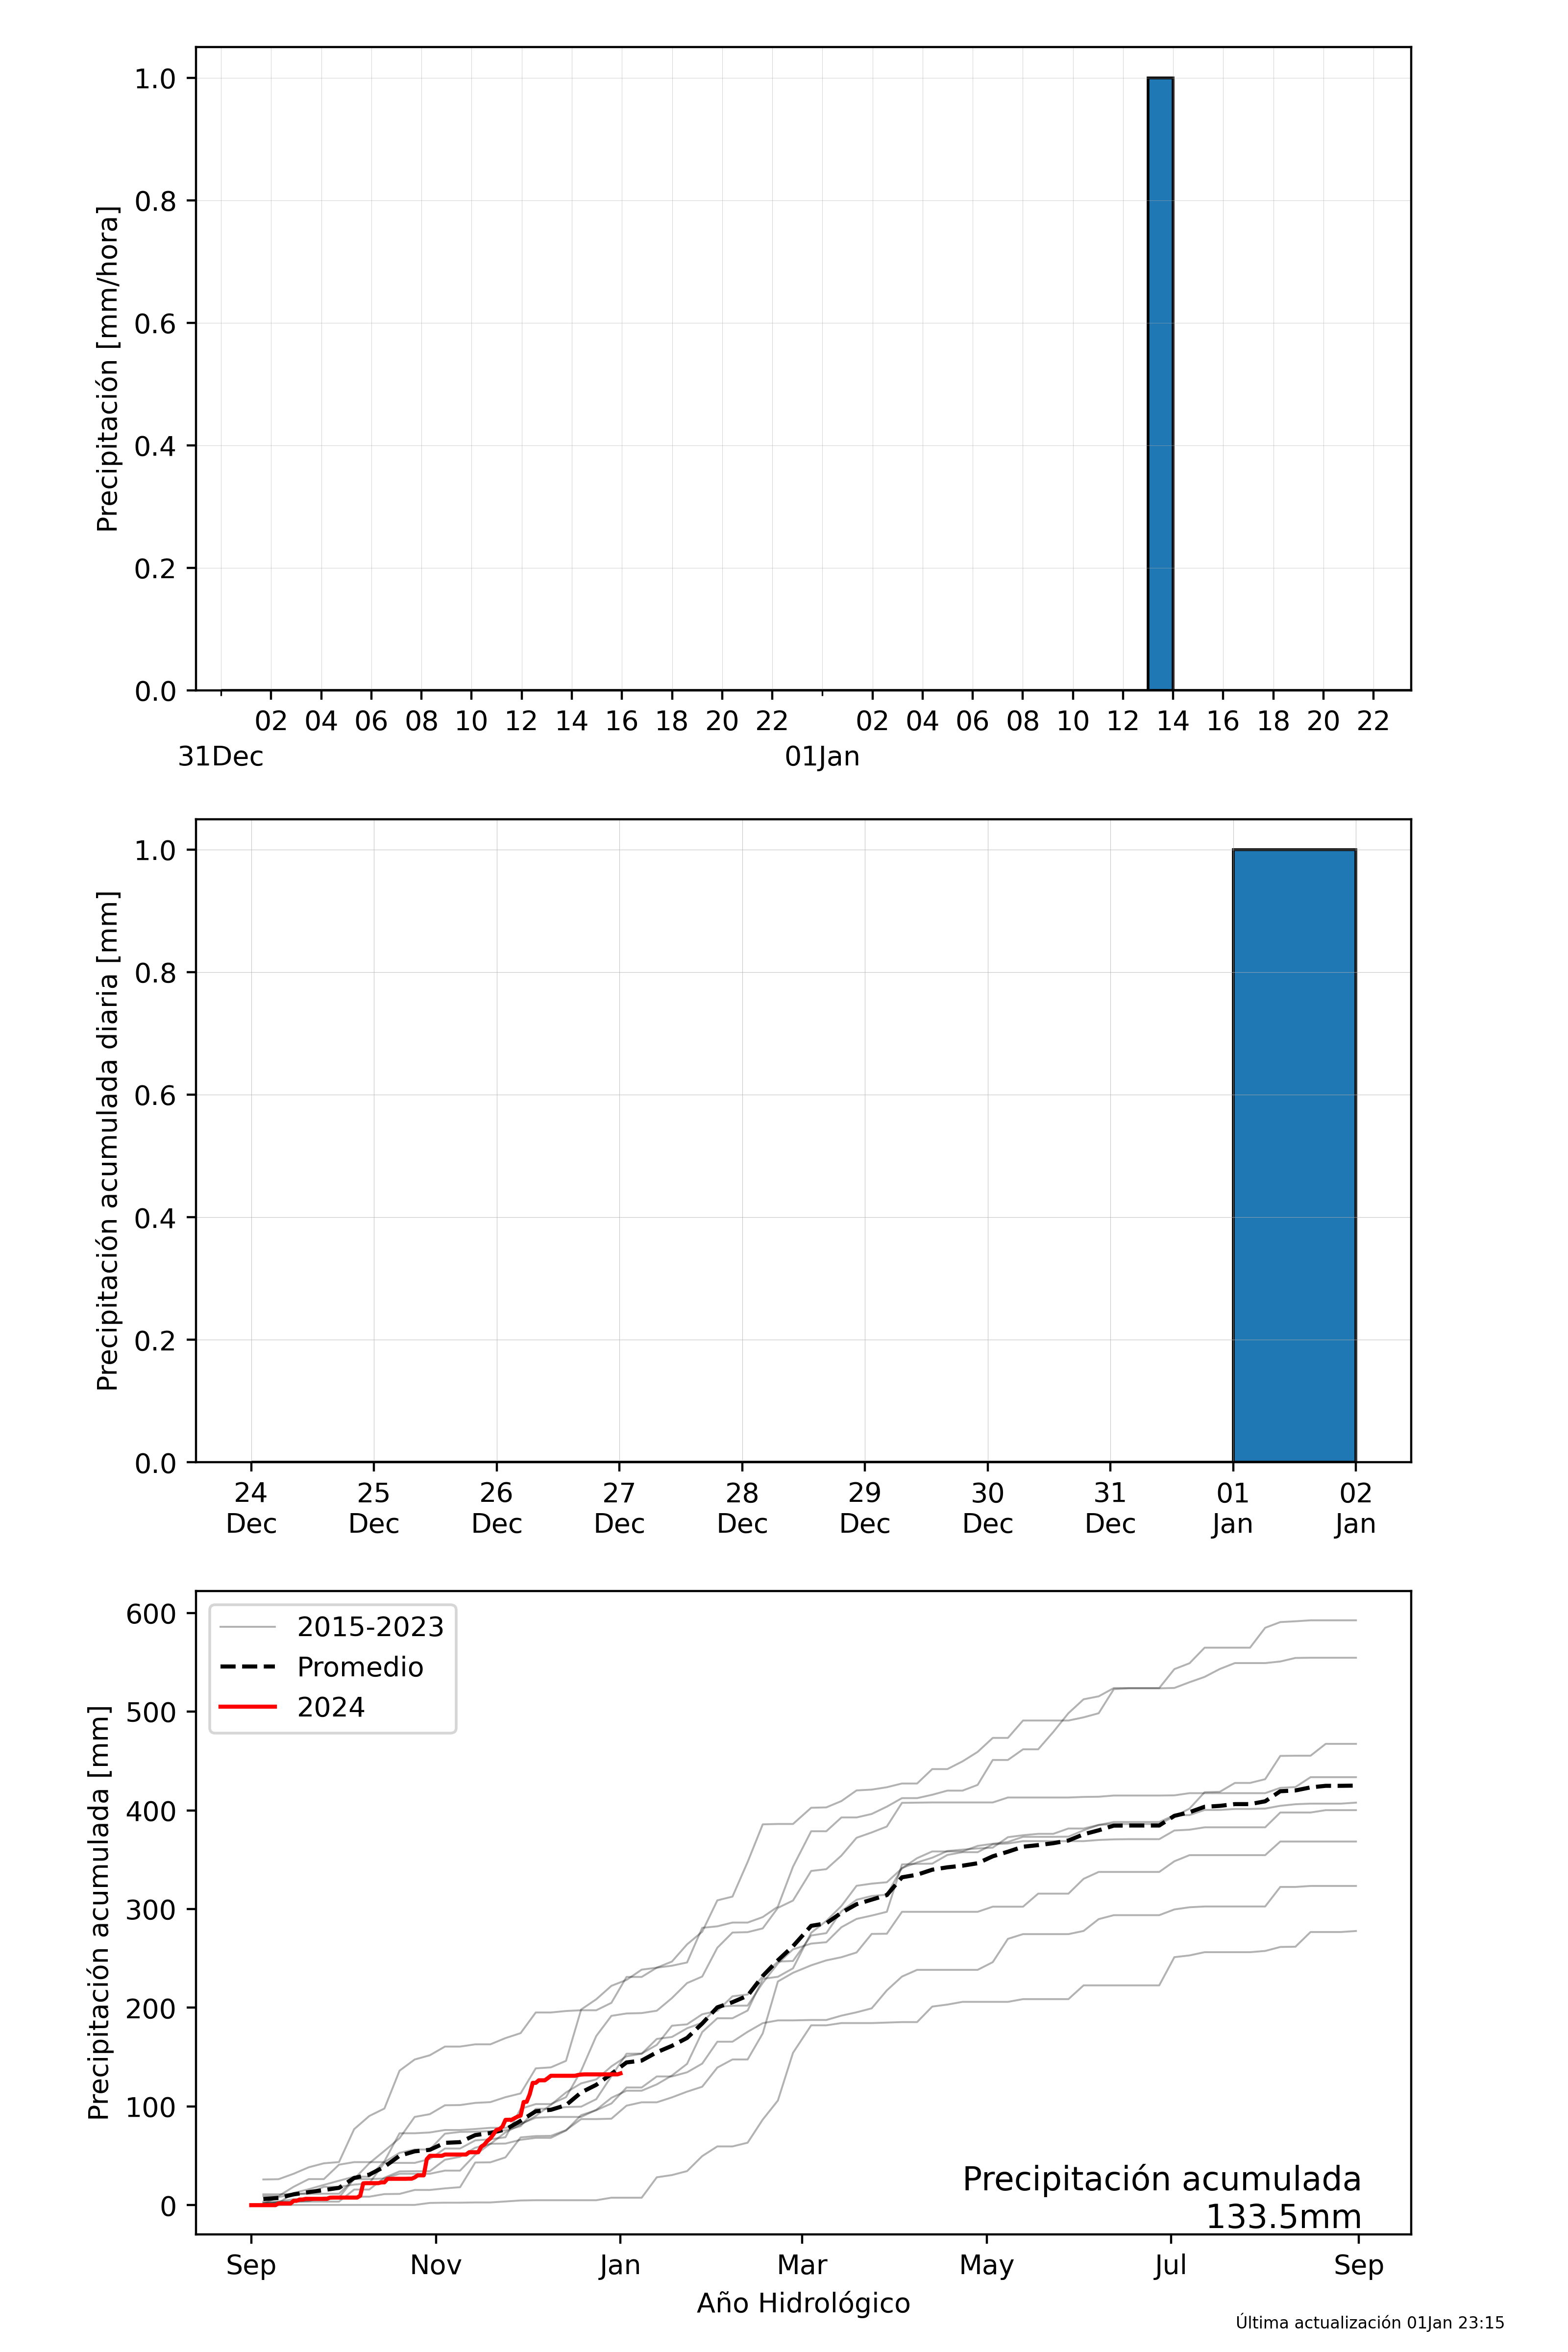 Precipitación [mm/hora]
1.0
0.8
0.6
0.4
0.2
0.0
02 04 06 08 10 12 14 16 18 20 22 02 04 06 08 10 12 14 16 18 20 22
31Dec 01Jan
Precipitación acumulada diaria [mm]
1.0
0.8
0.6
0.4
0.2
0.0
24 25 26 27 28 29 30 31 01 02
Dec Dec Dec Dec Dec Dec Dec Dec Jan Jan
Precipitación acumulada [mm]
600
500
400
300
200
100
0
2015-2023
Promedio
2024
Precipitación acumulada
133.5mm
Sep Nov Jan Mar May Jul Sep
Año Hidrológico
Última actualización 01Jan 23:15